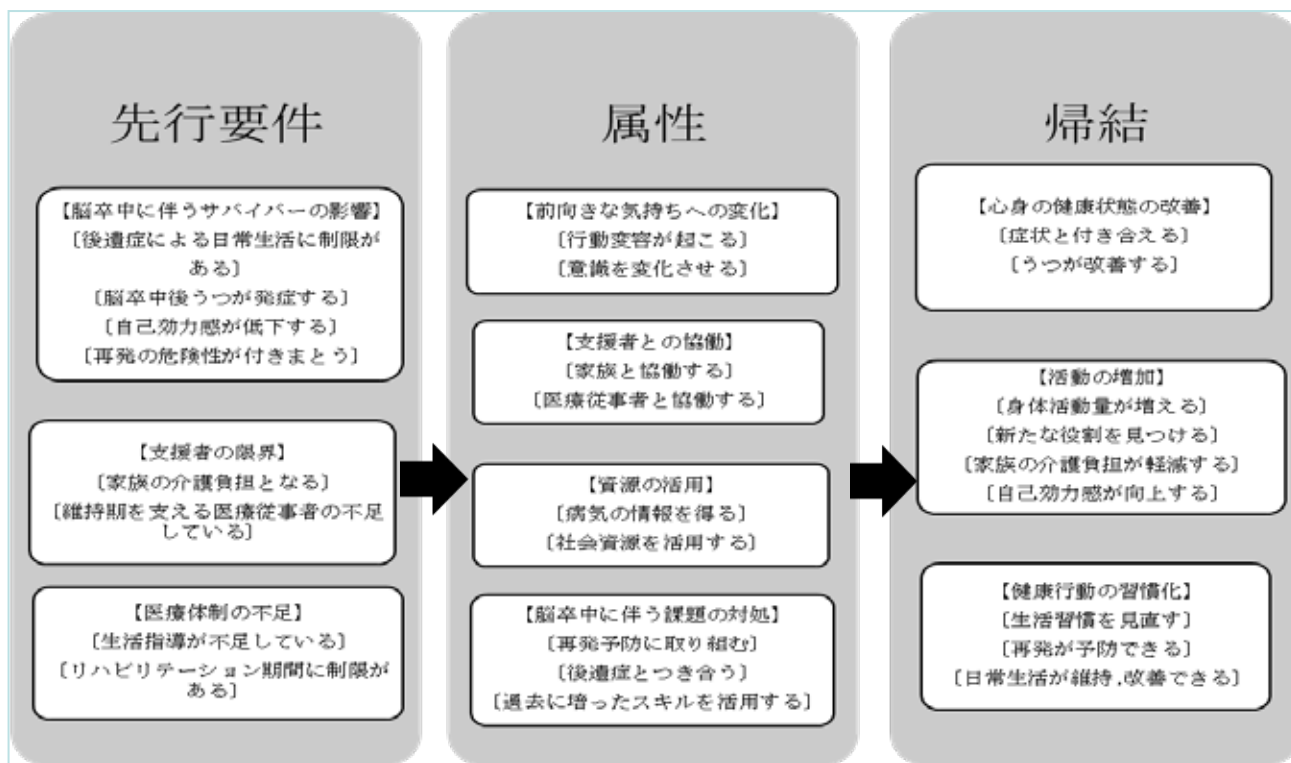 先行要件
【脳卒中に伴うサバイバーの影響】
〔後遺症による日常生活に制限が
ある〕
〔脳卒中後うつが発症する〕
〔自己効力感が低下する〕
〔再発の危険性が付きまとう〕
【支援者の限界】
〔家族の介護負担となる〕
〔維持期を支える医療従事者の不足
している〕
【医療体制の不足】
〔生活指導が不足している〕
〔リハビリテーション期間に制限が
ある〕
属性
【前向きな気持ちへの変化】
〔行動変容が起こる〕
〔意識を変化させる〕
【支援者との協働】
〔家族と協働する〕
〔医療従事者と協働する〕
【資源の活用】
〔病気の情報を得る〕
〔社会資源を活用する〕
【脳卒中に伴う課題の対処】
〔再発予防に取り組む〕
〔後遺症とつき合う〕
〔過去に培ったスキルを活用する〕
帰結
【心身の健康状態の改善】
〔症状と付き合える〕
〔うつが改善する〕
【活動の増加】
〔身体活動量が増える〕
〔新たな役割を見つける〕
〔家族の介護負担が軽減する〕
〔自己効力感が向上する〕
【健康行動の習慣化】
〔生活習慣を見直す〕
〔再発が予防できる〕
〔日常生活が維持.改善できる〕